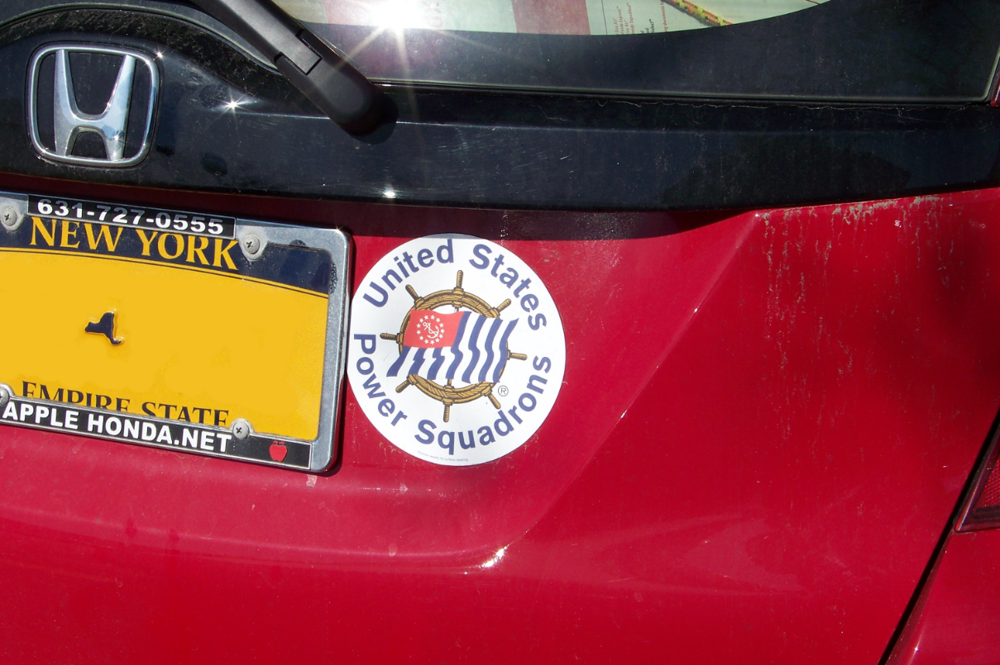 631-727-0555
NEW YORK
EMPIRE STATE
APPLE HONDA.NET
United States
Power Squadrons
®